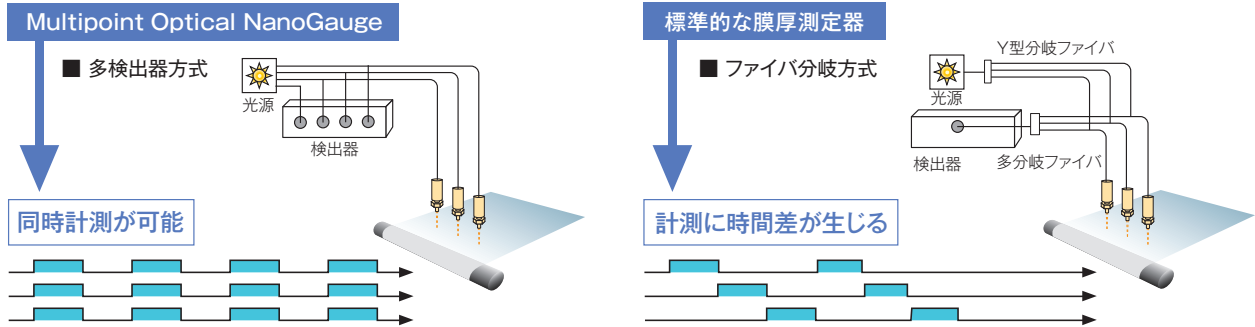 Multipoint Optical NanoGauge
■ 多検出器方式
光源
検出器
同時計測が可能
標準的な膜厚測定器
■ ファイバ分岐方式
Y型分岐ファイバ
光源
検出器
多分岐ファイバ
計測に時間差が生じる